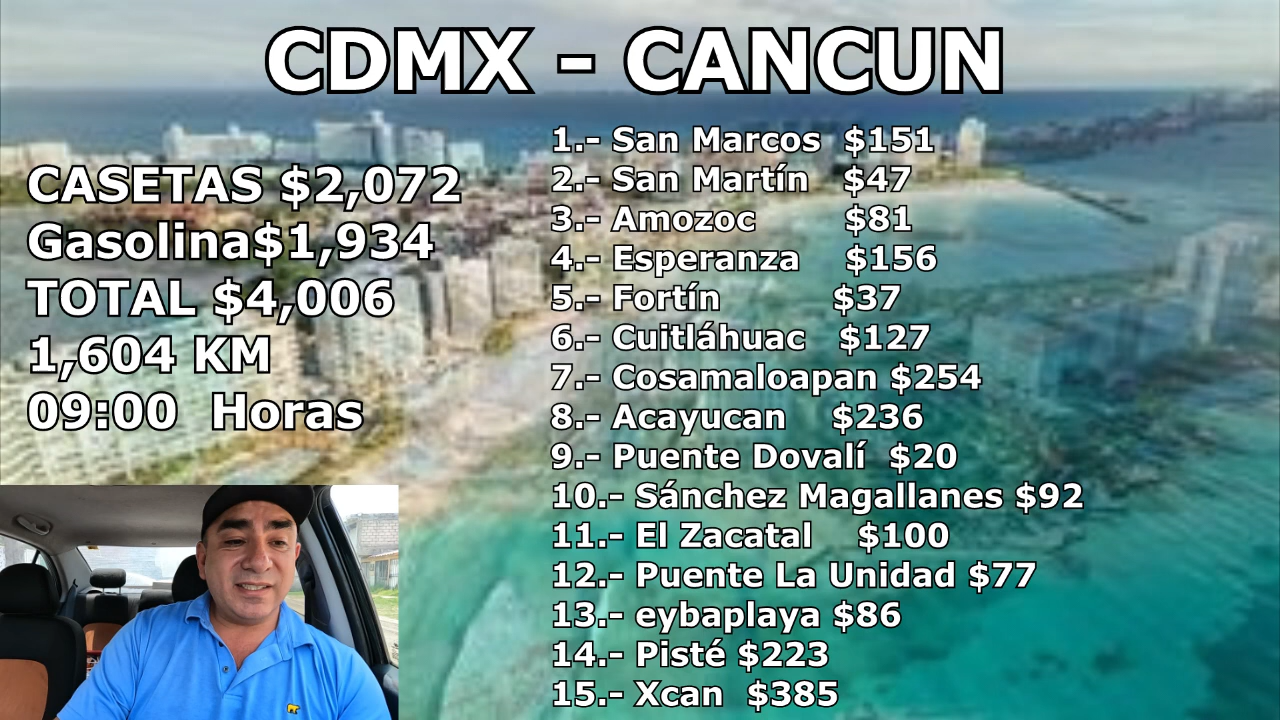 CDMX - CANCUN
CASETAS $2,072
Gasolina$1,934
TOTAL $4,006
1,604 KM
09:00 Horas
1.- San Marcos $151
2.- San Martín $47
3.- Amozoc $81
4.- Esperanza $156
5.- Fortín $37
6.- Cuitláhuac $127
7.- Cosamaloapan $254
8.- Acayucan $236
9.- Puente Dovalí $20
10.- Sánchez Magallanes $92
11.- El Zacatal $100
12.- Puente La Unidad $77
13.- eybaplaya $86
14.- Pisté $223
15.- Xcan $385